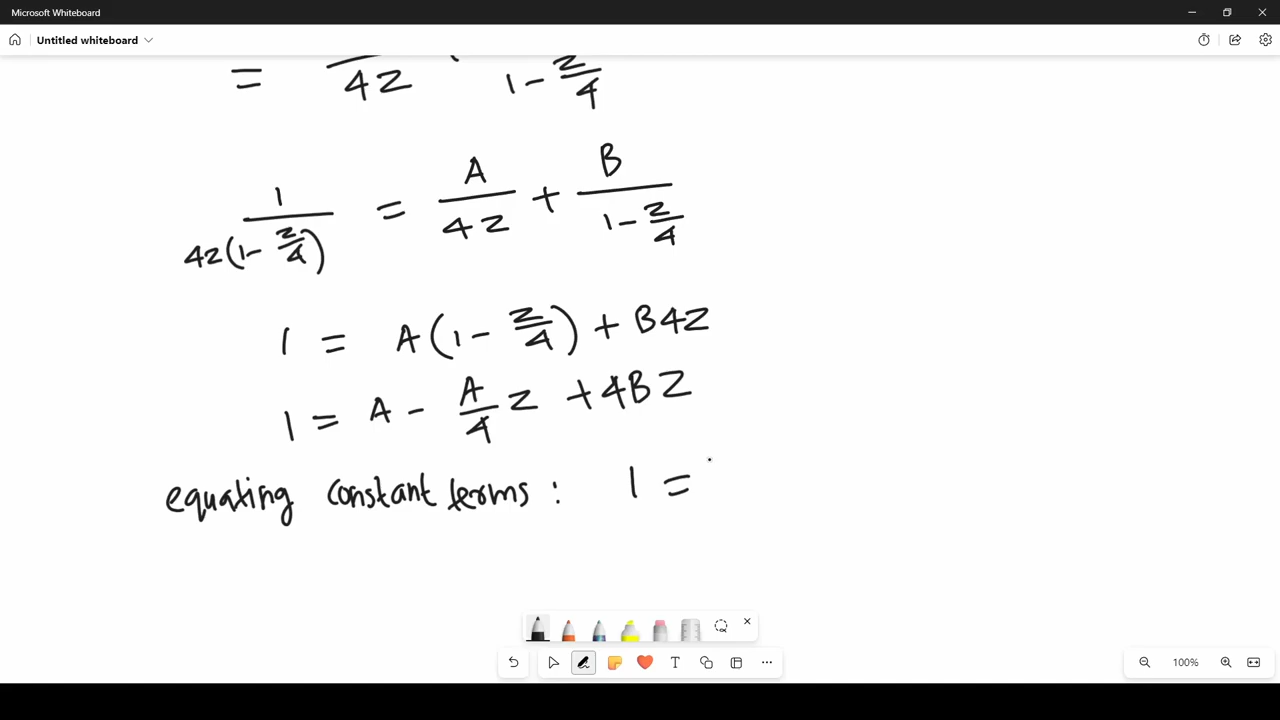 Microsoft Whiteboard
Untitled whiteboard
= 4z 1 - z/4
1/4z(1 - z/4) = A/4z + B/1 - z/4
1 = A(1 - z/4) + B4z
1 = A - A/4 z + 4Bz
equating constant terms : 1 =
100%